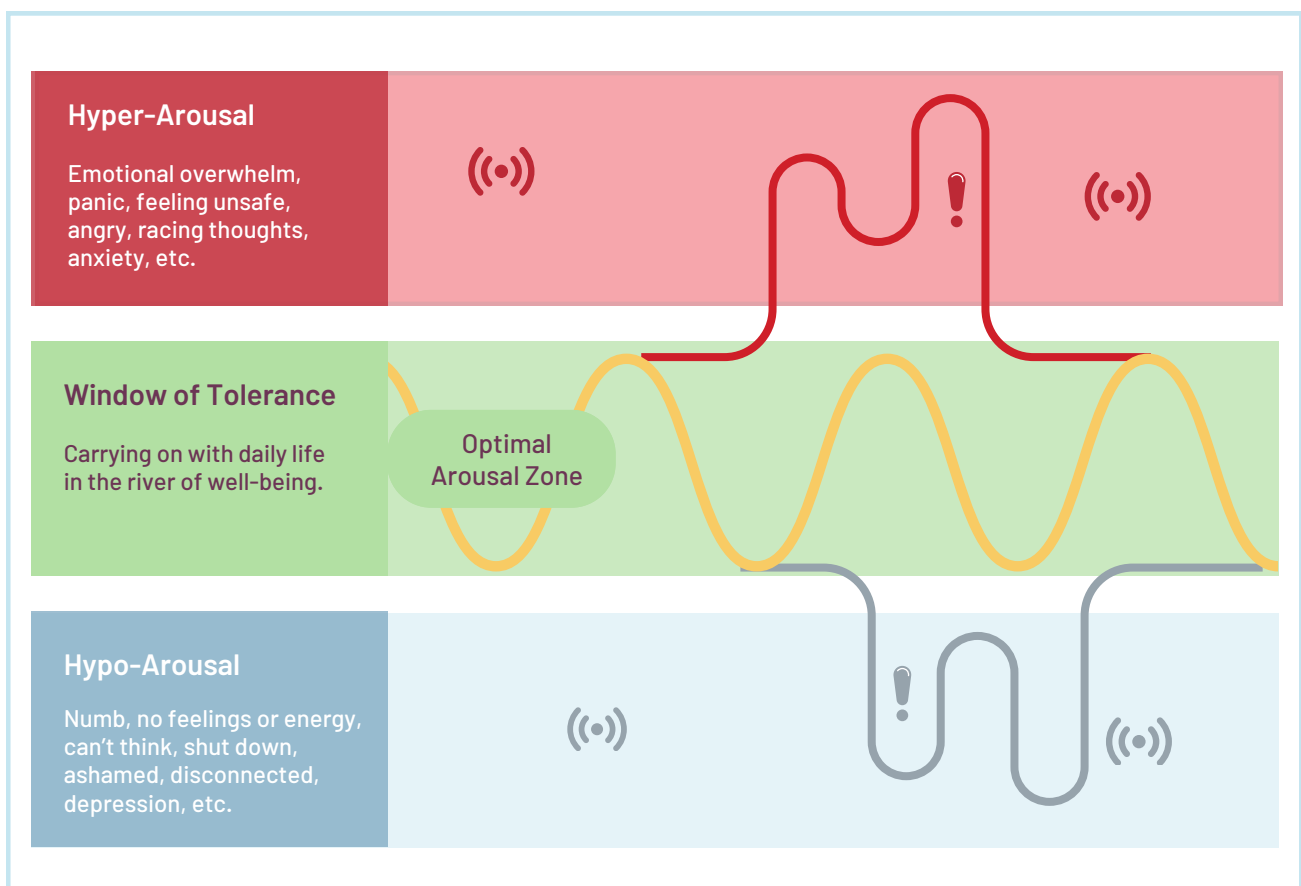 Hyper-Arousal
Emotional overwhelm,
panic, feeling unsafe,
angry, racing thoughts,
anxiety, etc.
Window of Tolerance
Carrying on with daily life
in the river of well-being.
Optimal
Arousal Zone
Hypo-Arousal
Numb, no feelings or energy,
can't think, shut down,
ashamed, disconnected,
depression, etc.